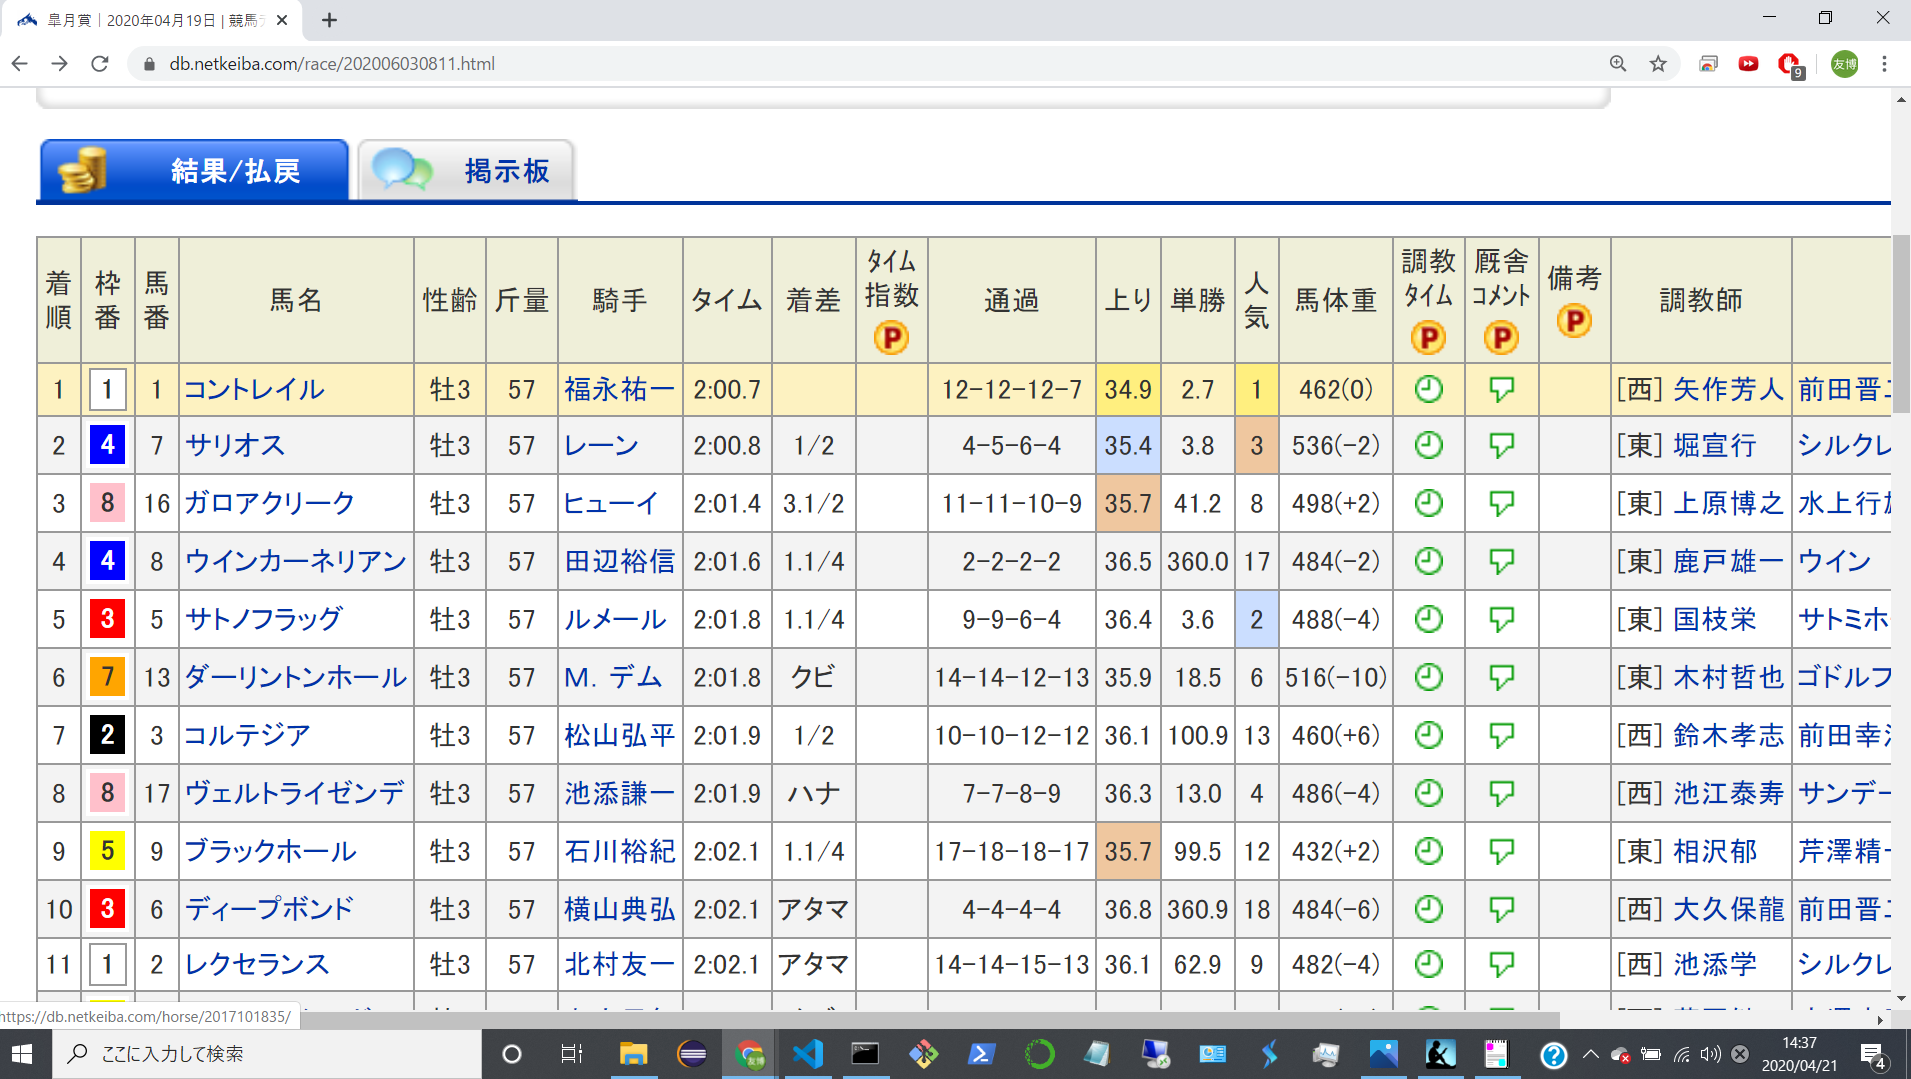 皐月賞｜2020年04月19日 | 競馬デ
db.netkeiba.com/race/202006030811.html
9
友博
結果/払戻
掲示板
着順 枠番 馬番 馬名 性齢 斤量 騎手 タイム 着差 ﾀｲﾑ指数 P 通過 上り 単勝 人気 馬体重 調教ﾀｲﾑ P 厩舎ｺﾒﾝﾄ P 備考 P 調教師
1 1 1 コントレイル 牡3 57 福永祐一 2:00.7 12-12-12-7 34.9 2.7 1 462(0) [西] 矢作芳人 前田晋二
2 4 7 サリオス 牡3 57 レーン 2:00.8 1/2 4-5-6-4 35.4 3.8 3 536(-2) [東] 堀宣行 シルクレ
3 8 16 ガロアクリーク 牡3 57 ヒューイ 2:01.4 3.1/2 11-11-10-9 35.7 41.2 8 498(+2) [東] 上原博之 水上行
4 4 8 ウインカーネリアン 牡3 57 田辺裕信 2:01.6 1.1/4 2-2-2-2 36.5 360.0 17 484(-2) [東] 鹿戸雄一 ウイン
5 3 5 サトノフラッグ 牡3 57 ルメール 2:01.8 1.1/4 9-9-6-4 36.4 3.6 2 488(-4) [東] 国枝栄 サトミホ
6 7 13 ダーリントンホール 牡3 57 M．デム 2:01.8 クビ 14-14-12-13 35.9 18.5 6 516(-10) [東] 木村哲也 ゴドルフ
7 2 3 コルテジア 牡3 57 松山弘平 2:01.9 1/2 10-10-12-12 36.1 100.9 13 460(+6) [西] 鈴木孝志 前田幸
8 8 17 ヴェルトライゼンデ 牡3 57 池添謙一 2:01.9 ハナ 7-7-8-9 36.3 13.0 4 486(-4) [西] 池江泰寿 サンデー
9 5 9 ブラックホール 牡3 57 石川裕紀 2:02.1 1.1/4 17-18-18-17 35.7 99.5 12 432(+2) [東] 相沢郁 芹澤精一
10 3 6 ディープボンド 牡3 57 横山典弘 2:02.1 アタマ 4-4-4-4 36.8 360.9 18 484(-6) [西] 大久保龍 前田晋二
11 1 2 レクセランス 牡3 57 北村友一 2:02.1 アタマ 14-14-15-13 36.1 62.9 9 482(-4) [西] 池添学 シルクレ
https://db.netkeiba.com/horse/2017101835/
ここに入力して検索
14:37
2020/04/21
4